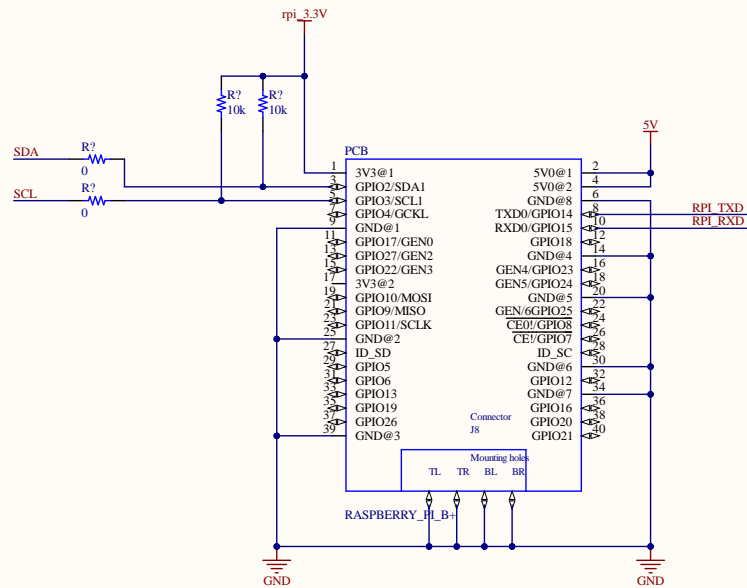 rpi_3.3V
R?
10k
R?
10k
SDA
R?
0
SCL
R?
0
5V
PCB
1 3V3@1 5V0@1 2
3 GPIO2/SDA1 5V0@2 4
5 GPIO3/SCL1 GND@8 6
7 GPIO4/GCKL TXD0/GPIO14 8 RPI_TXD
9 GND@1 RXD0/GPIO15 10 RPI_RXD
11 GPIO17/GEN0 GPIO18 12
13 GPIO27/GEN2 GND@4 14
15 GPIO22/GEN3 GEN4/GPIO23 16
17 3V3@2 GEN5/GPIO24 18
19 GPIO10/MOSI GND@5 20
21 GPIO9/MISO GEN/6GPIO25 22
23 GPIO11/SCLK CE0!/GPIO8 24
25 GND@2 CE!/GPIO7 26
27 ID_SD ID_SC 28
29 GPIO5 GND@6 30
31 GPIO6 GPIO12 32
33 GPIO13 GND@7 34
35 GPIO19 GPIO16 36
37 GPIO26 GPIO20 38
39 GND@3 GPIO21 40
Connector
J8
Mounting holes
TL TR BL BR
RASPBERRY_PI_B+
GND
GND